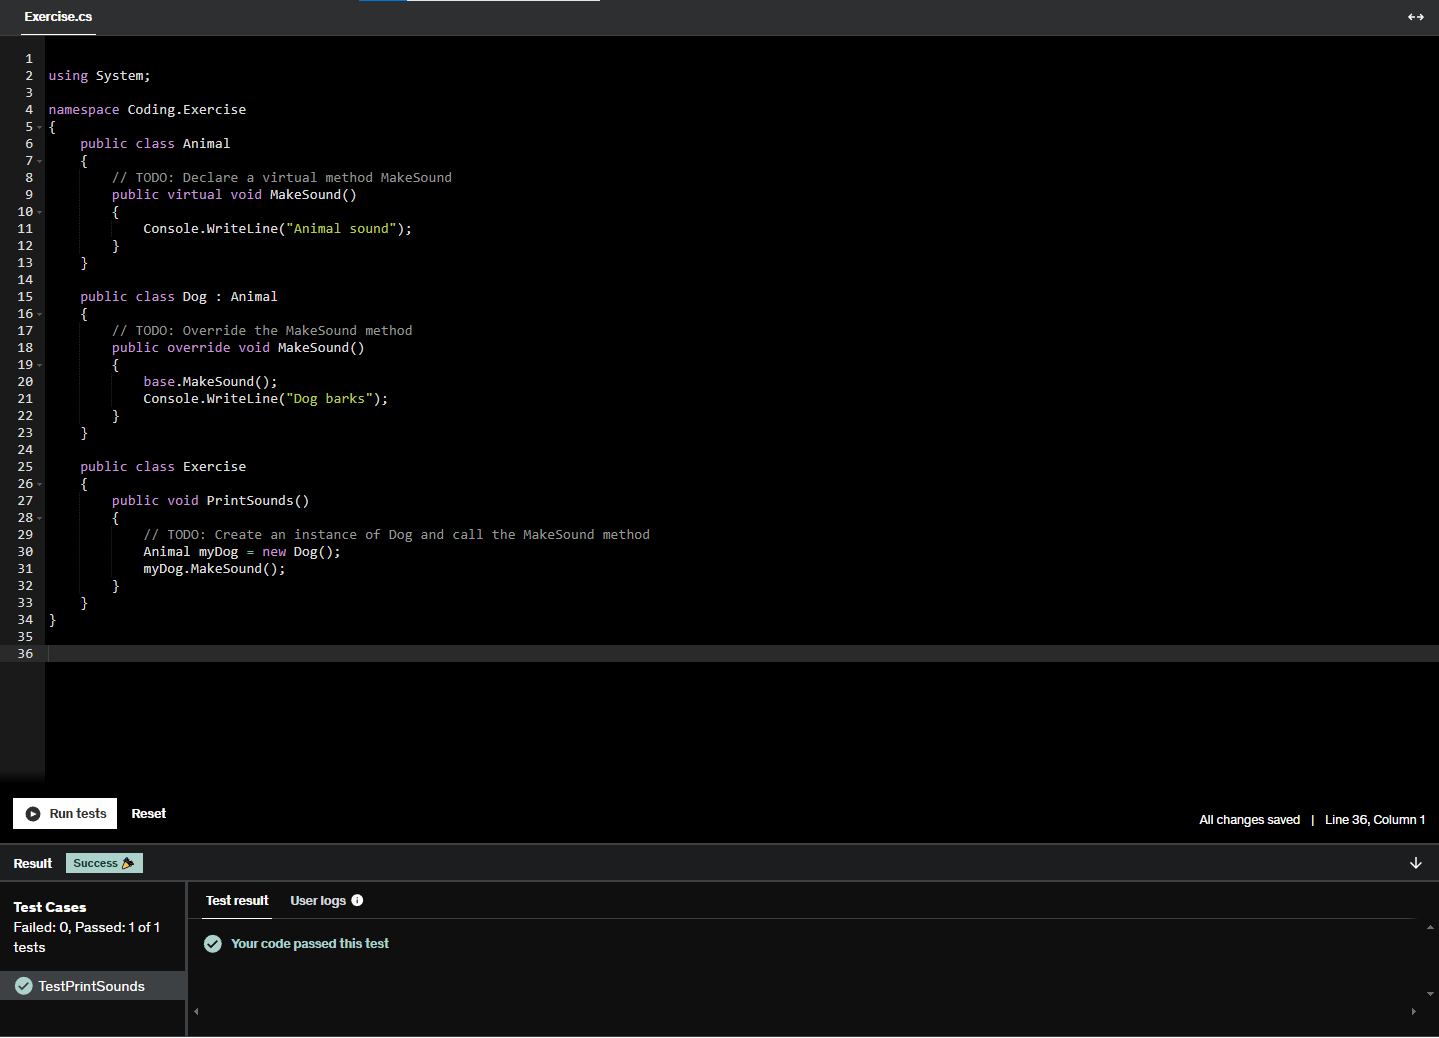 Exercise.cs
1
2 using System;
3
4 namespace Coding.Exercise
5 {
6     public class Animal
7     {
8         // TODO: Declare a virtual method MakeSound
9         public virtual void MakeSound()
10         {
11             Console.WriteLine("Animal sound");
12         }
13     }
14
15     public class Dog : Animal
16     {
17         // TODO: Override the MakeSound method
18         public override void MakeSound()
19         {
20             base.MakeSound();
21             Console.WriteLine("Dog barks");
22         }
23     }
24
25     public class Exercise
26     {
27         public void PrintSounds()
28         {
29             // TODO: Create an instance of Dog and call the MakeSound method
30             Animal myDog = new Dog();
31             myDog.MakeSound();
32         }
33     }
34 }
35
36
Run tests Reset
All changes saved | Line 36, Column 1
Result Success
Test Cases
Failed: 0, Passed: 1 of 1
tests
TestPrintSounds
Test result User logs
Your code passed this test